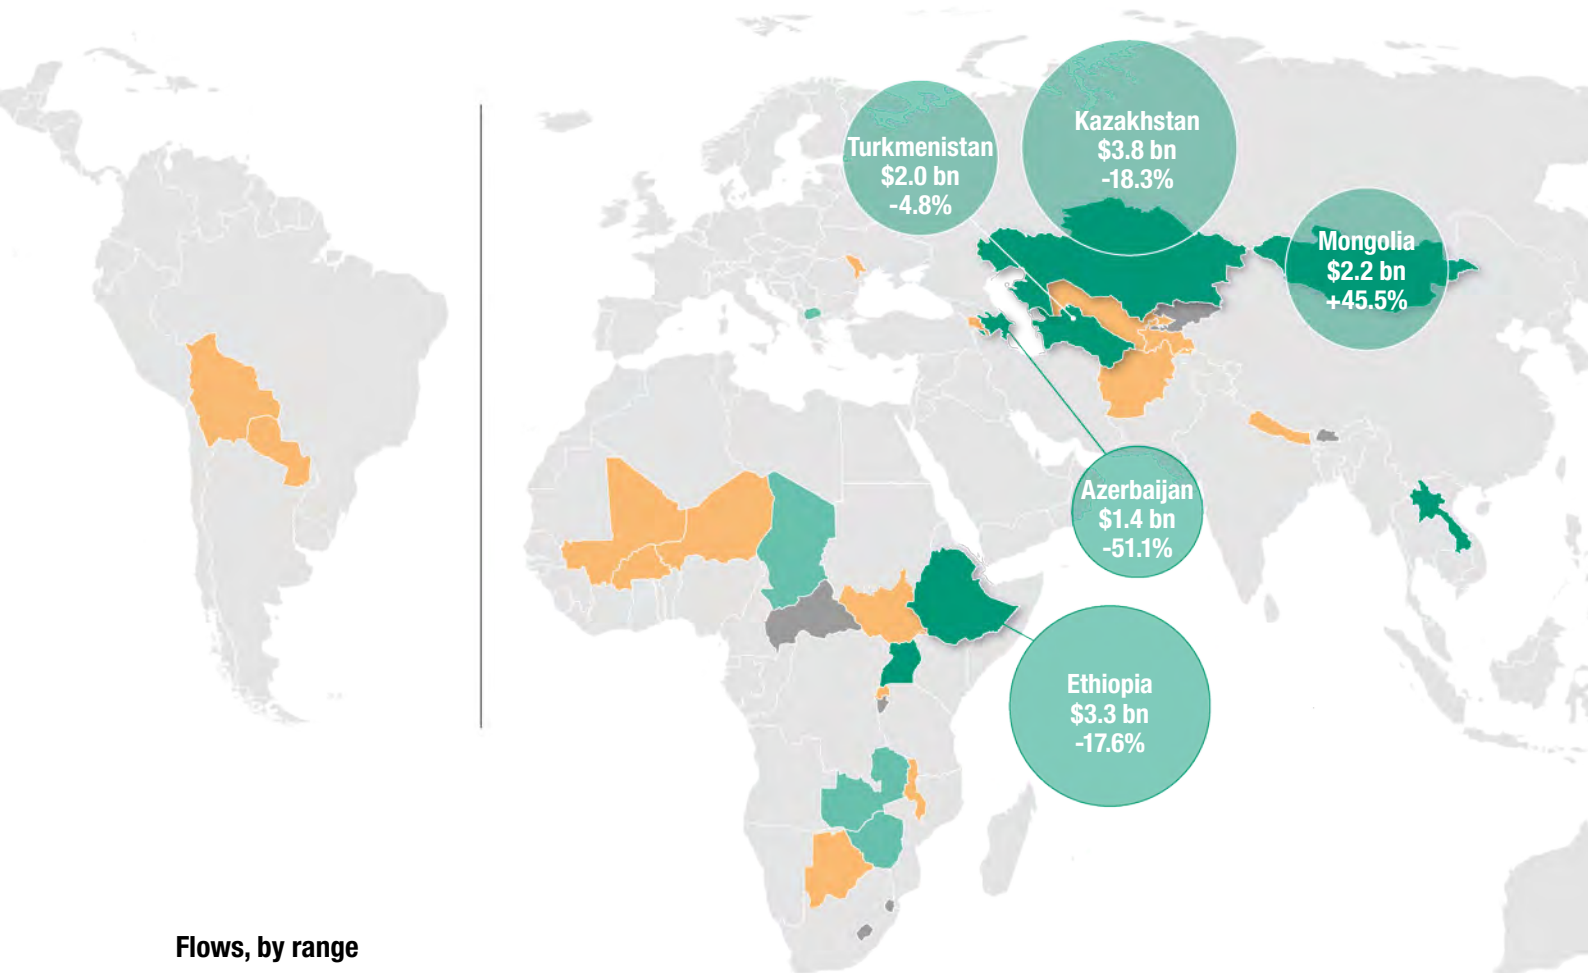 Turkmenistan
$2.0 bn
-4.8%
Kazakhstan
$3.8 bn
-18.3%
Mongolia
$2.2 bn
+45.5%
Azerbaijan
$1.4 bn
-51.1%
Ethiopia
$3.3 bn
-17.6%
Flows, by range